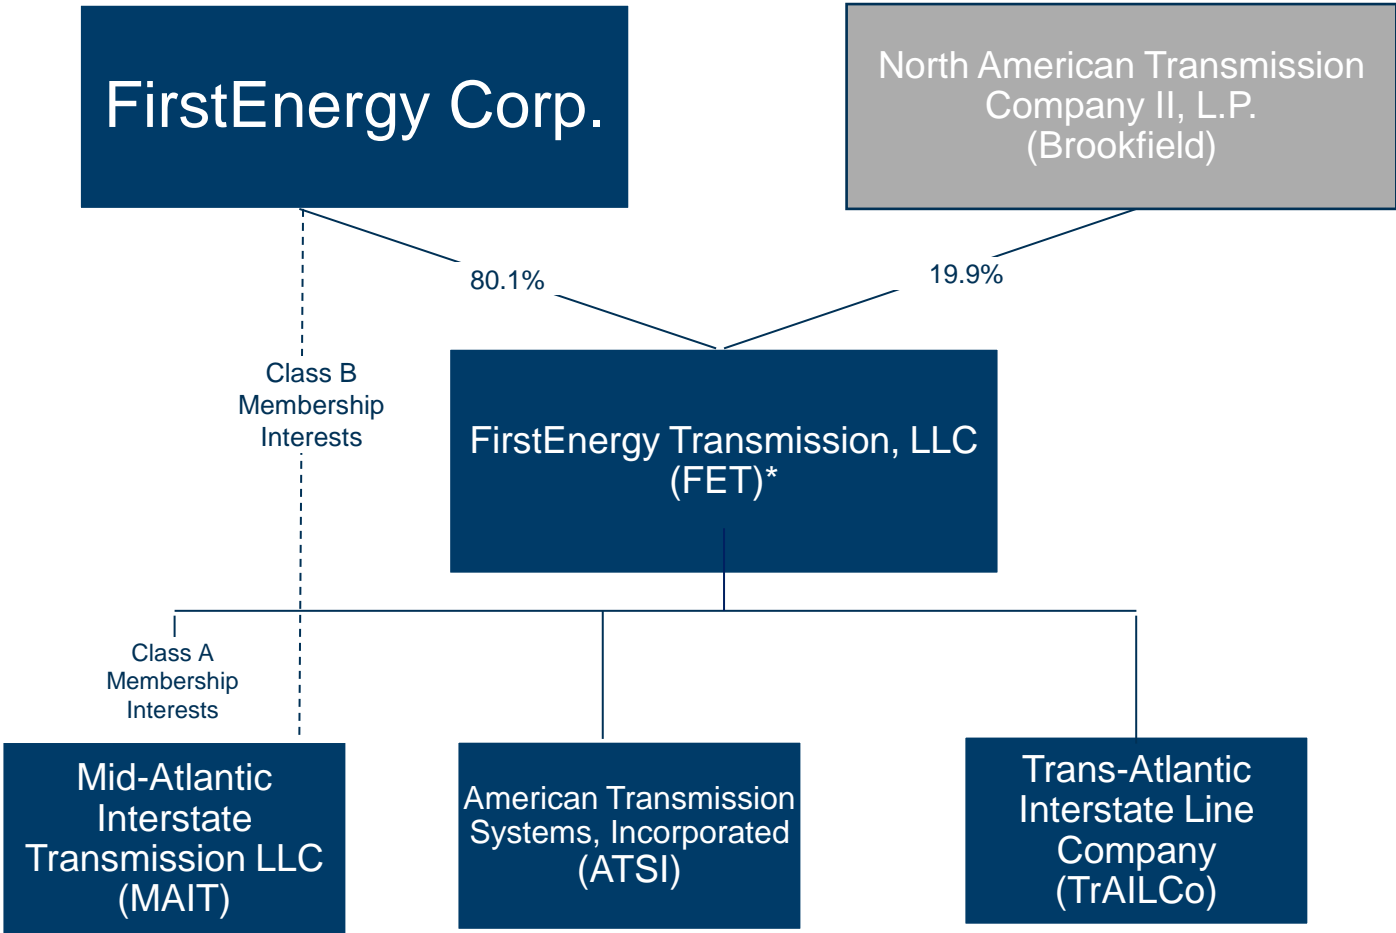 FirstEnergy Corp.
North American Transmission
Company II, L.P.
(Brookfield)
80.1%
19.9%
Class B
Membership
Interests
FirstEnergy Transmission, LLC
(FET)*
Class A
Membership
Interests
Mid-Atlantic
Interstate
Transmission LLC
(MAIT)
American Transmission
Systems, Incorporated
(ATSI)
Trans-Atlantic
Interstate Line
Company
(TrAILCo)